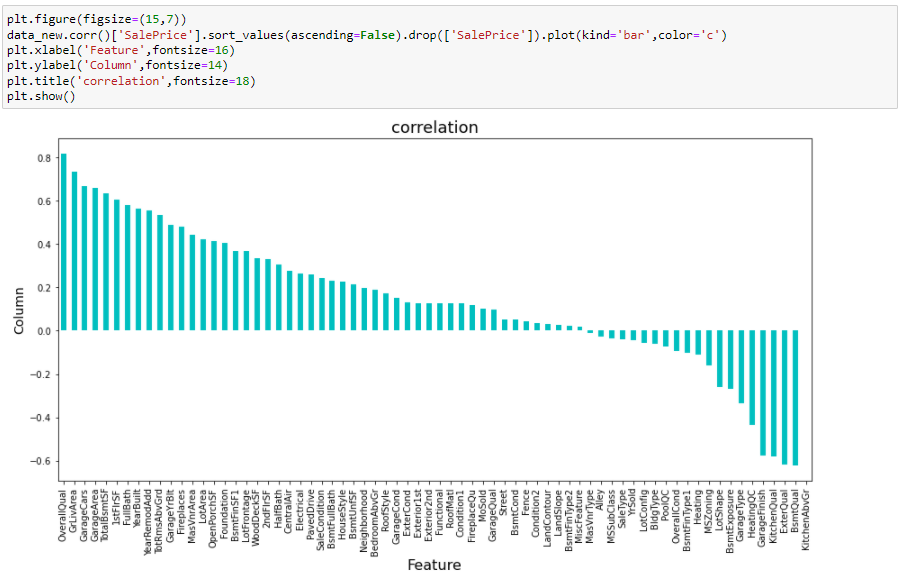 plt.figure(figsize=(15,7))
data_new.corr()['SalePrice'].sort_values(ascending=False).drop(['SalePrice']).plot(kind='bar',color='c')
plt.xlabel('Feature',fontsize=16)
plt.ylabel('Column',fontsize=14)
plt.title('correlation',fontsize=18)
plt.show()
correlation
0.8
0.6
0.4
0.2
0.0
−0.2
−0.4
−0.6
Column
OverallQual
GrLivArea
GarageCars
GarageArea
TotalBsmtSF
1stFlrSF
FullBath
YearBuilt
YearRemodAdd
TotRmsAbvGrd
GarageYrBlt
Fireplaces
MasVnrArea
LotArea
OpenPorchSF
Foundation
BsmtFinSF1
LotFrontage
WoodDeckSF
2ndFlrSF
HalfBath
CentralAir
Electrical
PavedDrive
SaleCondition
BsmtFullBath
HouseStyle
BsmtUnfSF
Neighborhood
BedroomAbvGr
RoofStyle
GarageCond
ExterCond
Exterior1st
Exterior2nd
Functional
RoofMatl
Condition1
FireplaceQu
MoSold
GarageQual
Street
BsmtCond
Fence
Condition2
LandContour
LandSlope
BsmtFinType2
MiscFeature
MasVnrType
Alley
MSSubClass
SaleType
YrSold
LotConfig
BldgType
PoolQC
OverallCond
BsmtFinType1
Heating
MSZoning
LotShape
BsmtExposure
GarageType
HeatingQC
GarageFinish
KitchenQual
ExterQual
BsmtQual
KitchenAbvGr
Feature